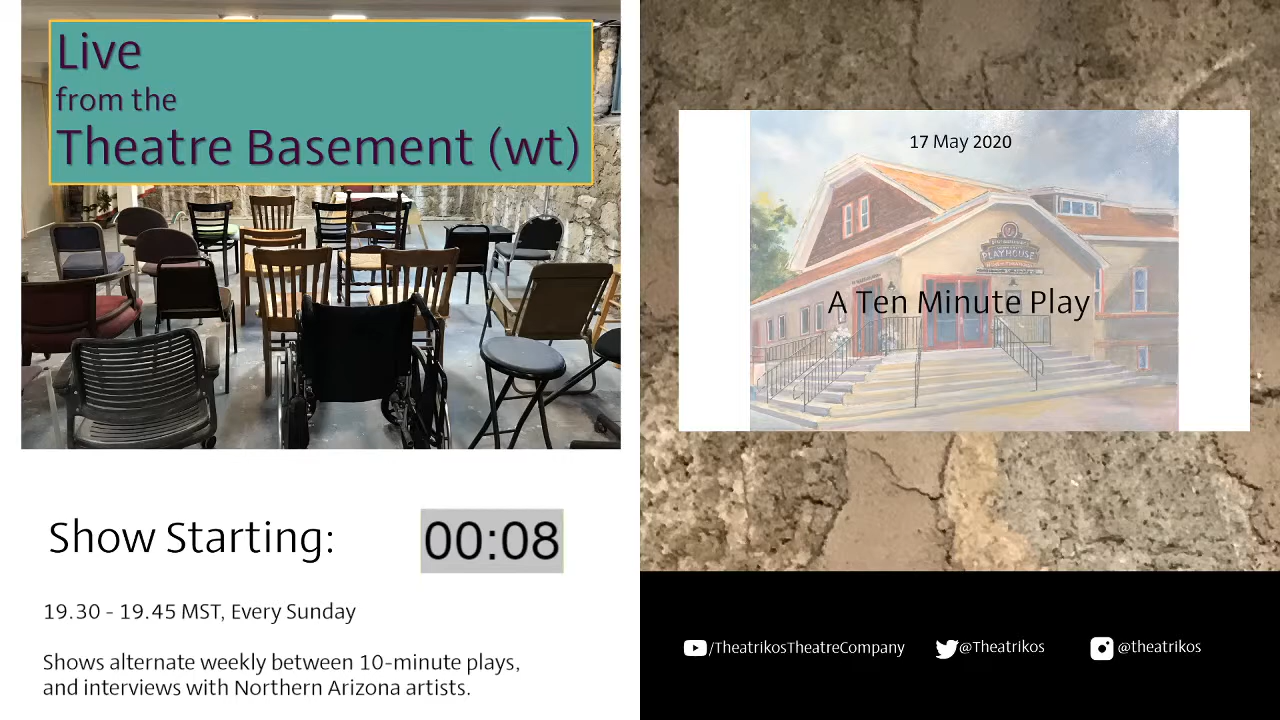 Live
from the
Theatre Basement (wt)
Show Starting:
00:08
19.30 - 19.45 MST, Every Sunday
Shows alternate weekly between 10-minute plays,
and interviews with Northern Arizona artists.
17 May 2020
PLAYHOUSE
A Ten Minute Play
/TheatrikosTheatreCompany
@Theatrikos
@theatrikos